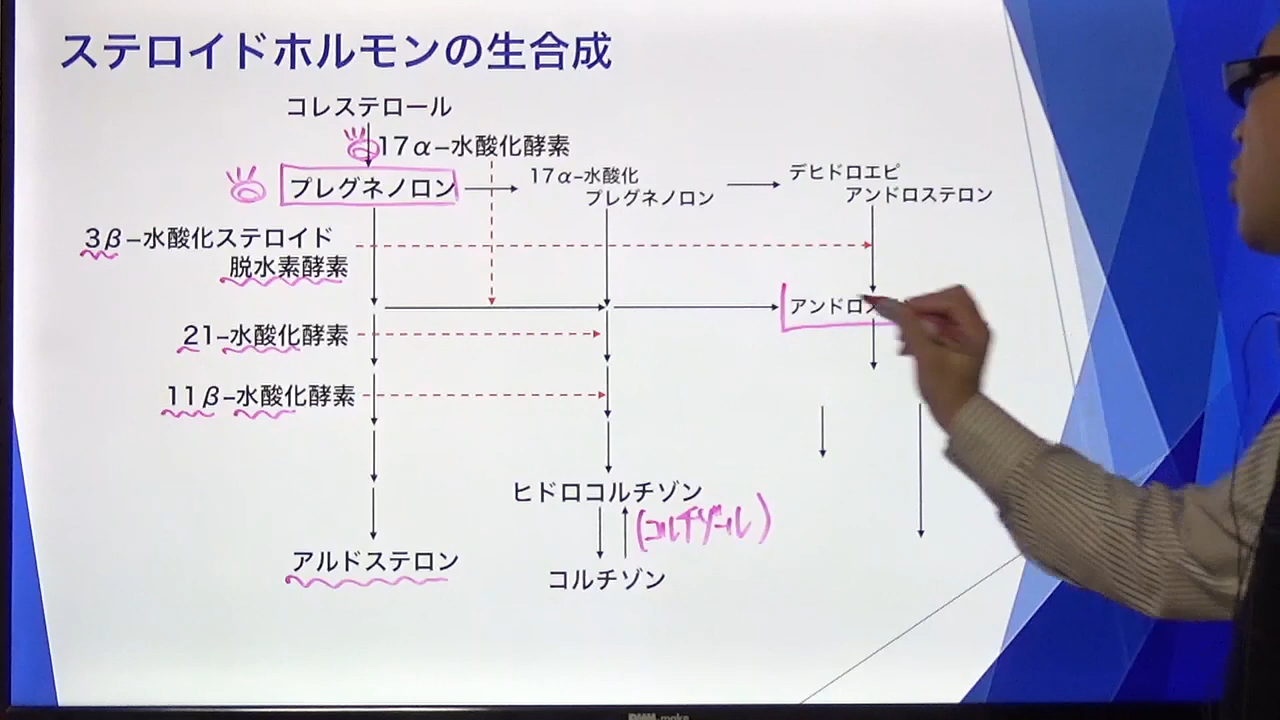 ステロイドホルモンの生合成
コレステロール
17α-水酸化酵素
プレグネノロン
17α-水酸化
プレグネノロン
デヒドロエピ
アンドロステロン
3β-水酸化ステロイド
脱水素酵素
アンドロ
21-水酸化酵素
11β-水酸化酵素
ヒドロコルチゾン
(コルチゾール)
アルドステロン
コルチゾン